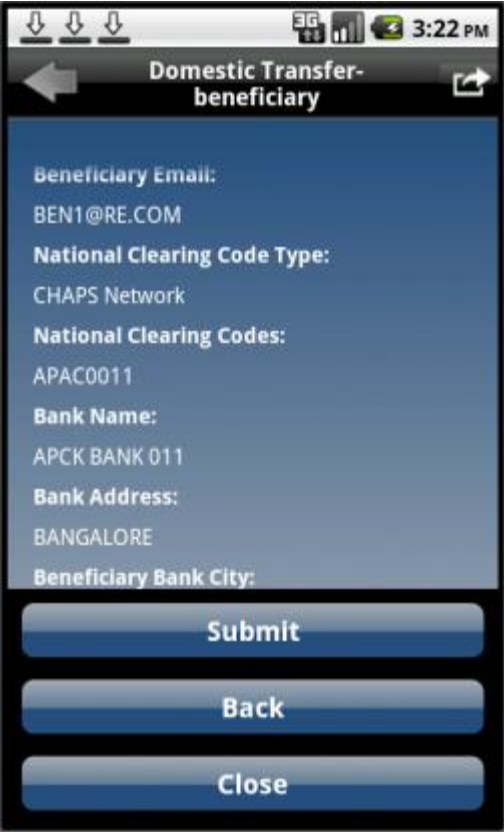 3G
3:22 PM
Domestic Transfer-
beneficiary
Beneficiary Email:
BEN1@RE.COM
National Clearing Code Type:
CHAPS Network
National Clearing Codes:
APAC0011
Bank Name:
APCK BANK 011
Bank Address:
BANGALORE
Beneficiary Bank City:
Submit
Back
Close